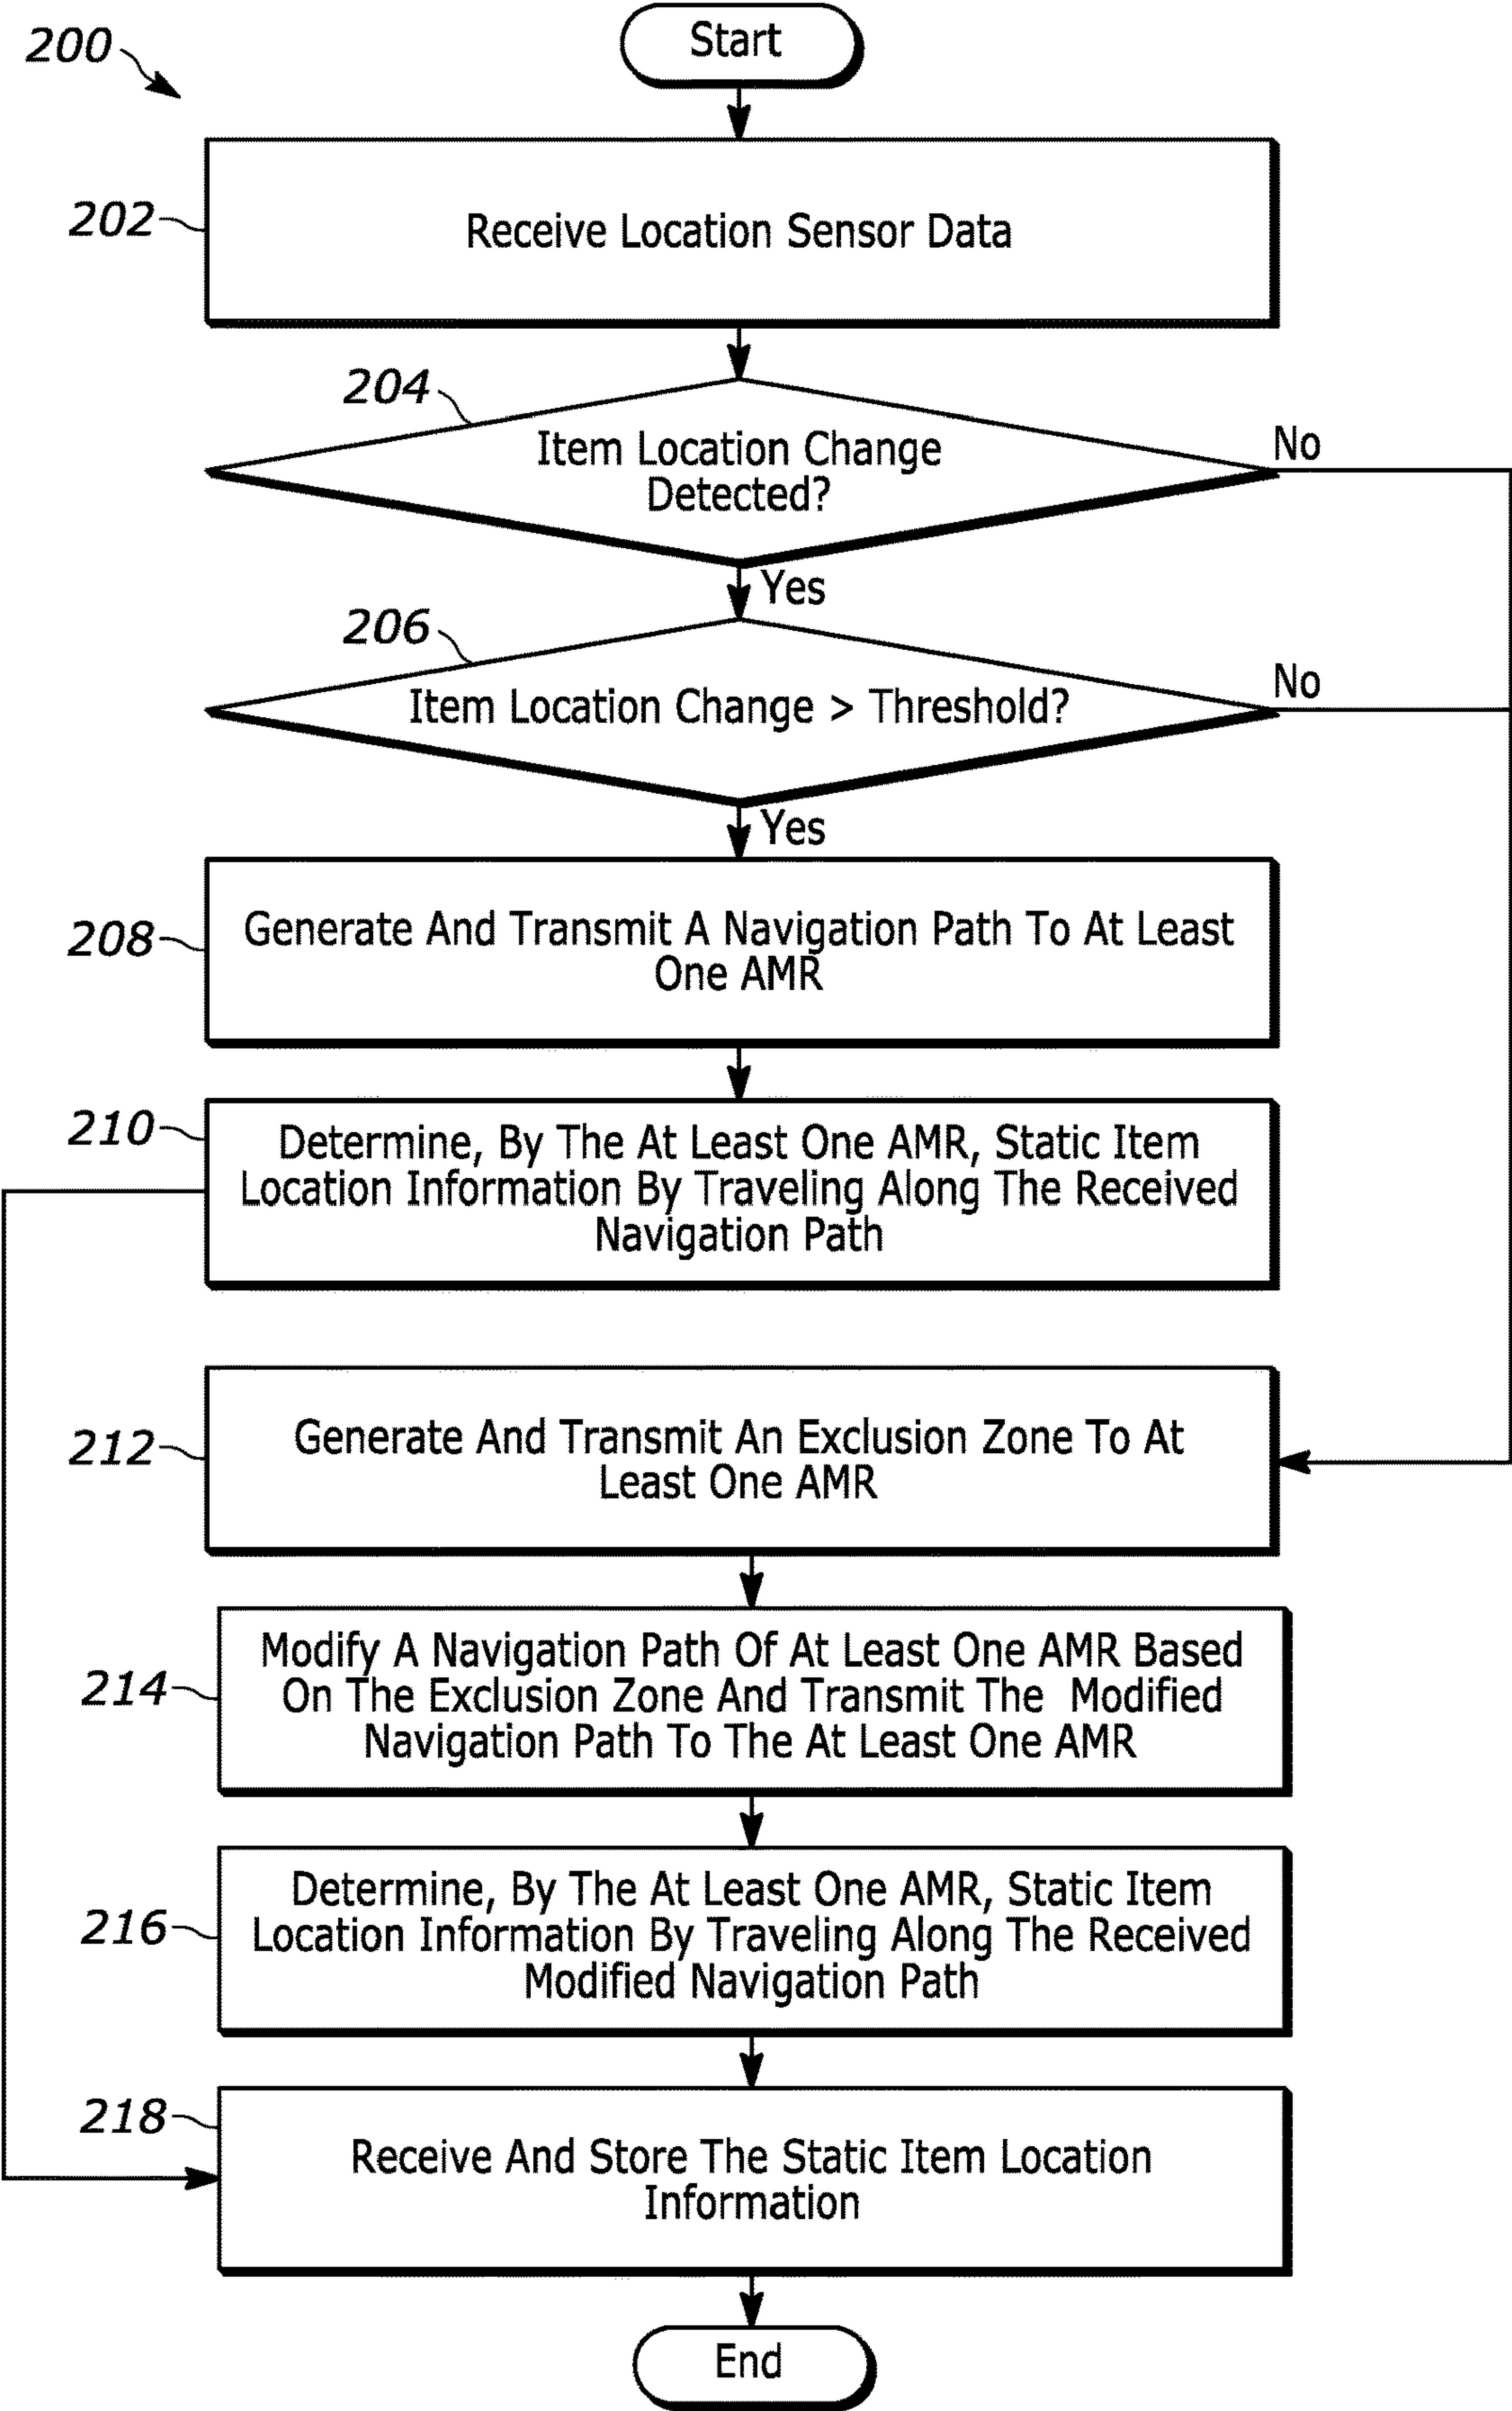 200
Start
202
Receive Location Sensor Data
204
Item Location Change
Detected?
No
Yes
206
Item Location Change > Threshold?
No
Yes
208
Generate And Transmit A Navigation Path To At Least
One AMR
210
Determine, By The At Least One AMR, Static Item
Location Information By Traveling Along The Received
Navigation Path
212
Generate And Transmit An Exclusion Zone To At
Least One AMR
214
Modify A Navigation Path Of At Least One AMR Based
On The Exclusion Zone And Transmit The Modified
Navigation Path To The At Least One AMR
216
Determine, By The At Least One AMR, Static Item
Location Information By Traveling Along The Received
Modified Navigation Path
218
Receive And Store The Static Item Location
Information
End